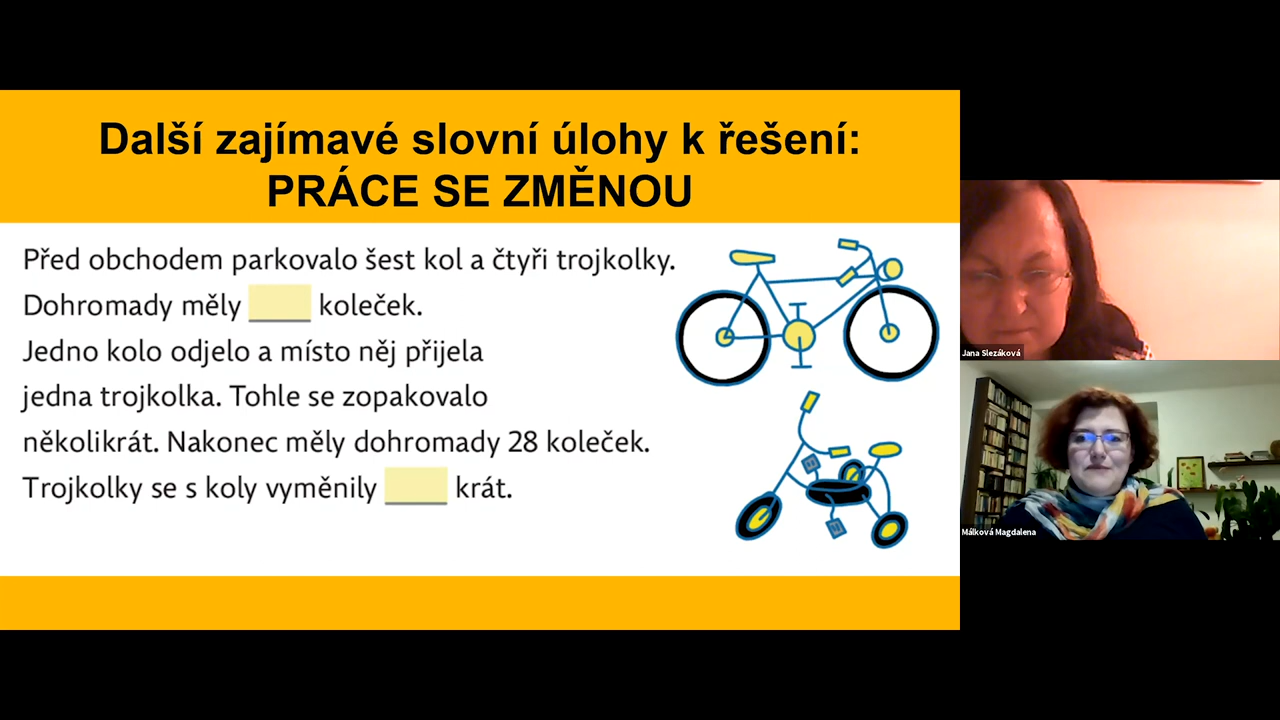 Další zajímavé slovní úlohy k řešení:
PRÁCE SE ZMĚNOU
Před obchodem parkovalo šest kol a čtyři trojkolky.
Dohromady měly koleček.
Jedno kolo odjelo a místo něj přijela
jedna trojkolka. Tohle se zopakovalo
několikrát. Nakonec měly dohromady 28 koleček.
Trojkolky se s koly vyměnily krát.
Jana Slezáková
Málková Magdalena